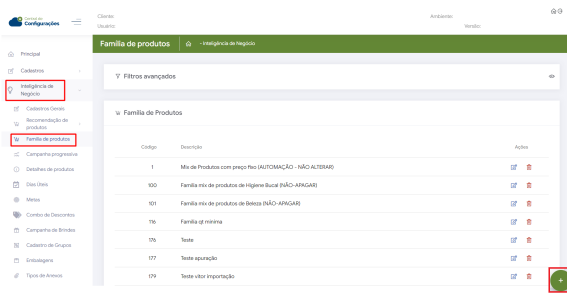 Central de
Configurações
Cliente:
Usuário:
Ambiente:
Versão:
Família de produtos
- Inteligência de Negócio
Principal
Cadastros
Inteligência de
Negócio
Cadastros Gerais
Recomendação de
produtos
Família de produtos
Campanha progressiva
Detalhes de produtos
Dias Úteis
Metas
Combo de Descontos
Campanha de Brindes
Cadastro de Grupos
Embalagens
Tipos de Anexos
Filtros avançados
Família de Produtos
Código Descrição Ações
1 Mix de Produtos com preço fixo (AUTOMAÇÃO - NÃO ALTERAR)
100 Família mix de produtos de Higiene Bucal (NÃO-APAGAR)
101 Família mix de produtos de Beleza (NÃO-APAGAR)
116 Família qt mínima
176 Teste
177 Teste apuração
179 Teste vitor importação
+